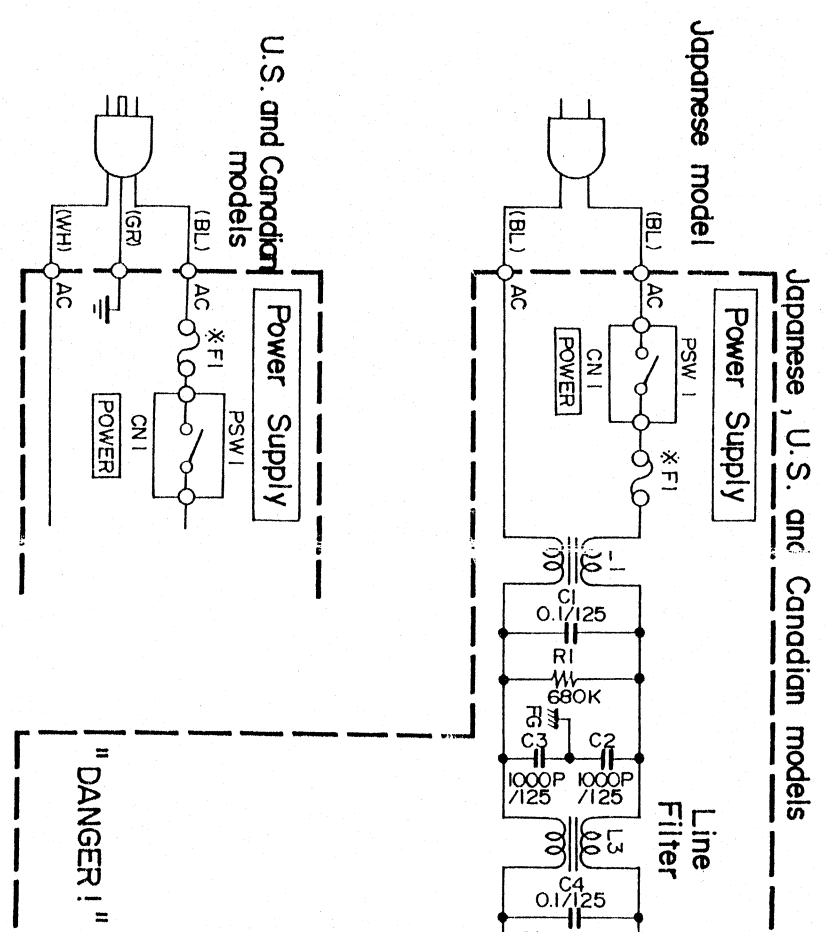 U.S. and Canadian
models
(BL)
(GR)
(WH)
AC
AC
Power Supply
※F1
PSW1
CN1
POWER
Japanese model
(BL)
(BL)
AC
AC
Japanese, U.S. and Canadian models
Power Supply
PSW1
CN1
POWER
※F1
C1
0.1/125
R1
680K
FG
C3
1000P
/125
C2
1000P
/125
Line
Filter
L3
C4
0.1/125
"DANGER!"